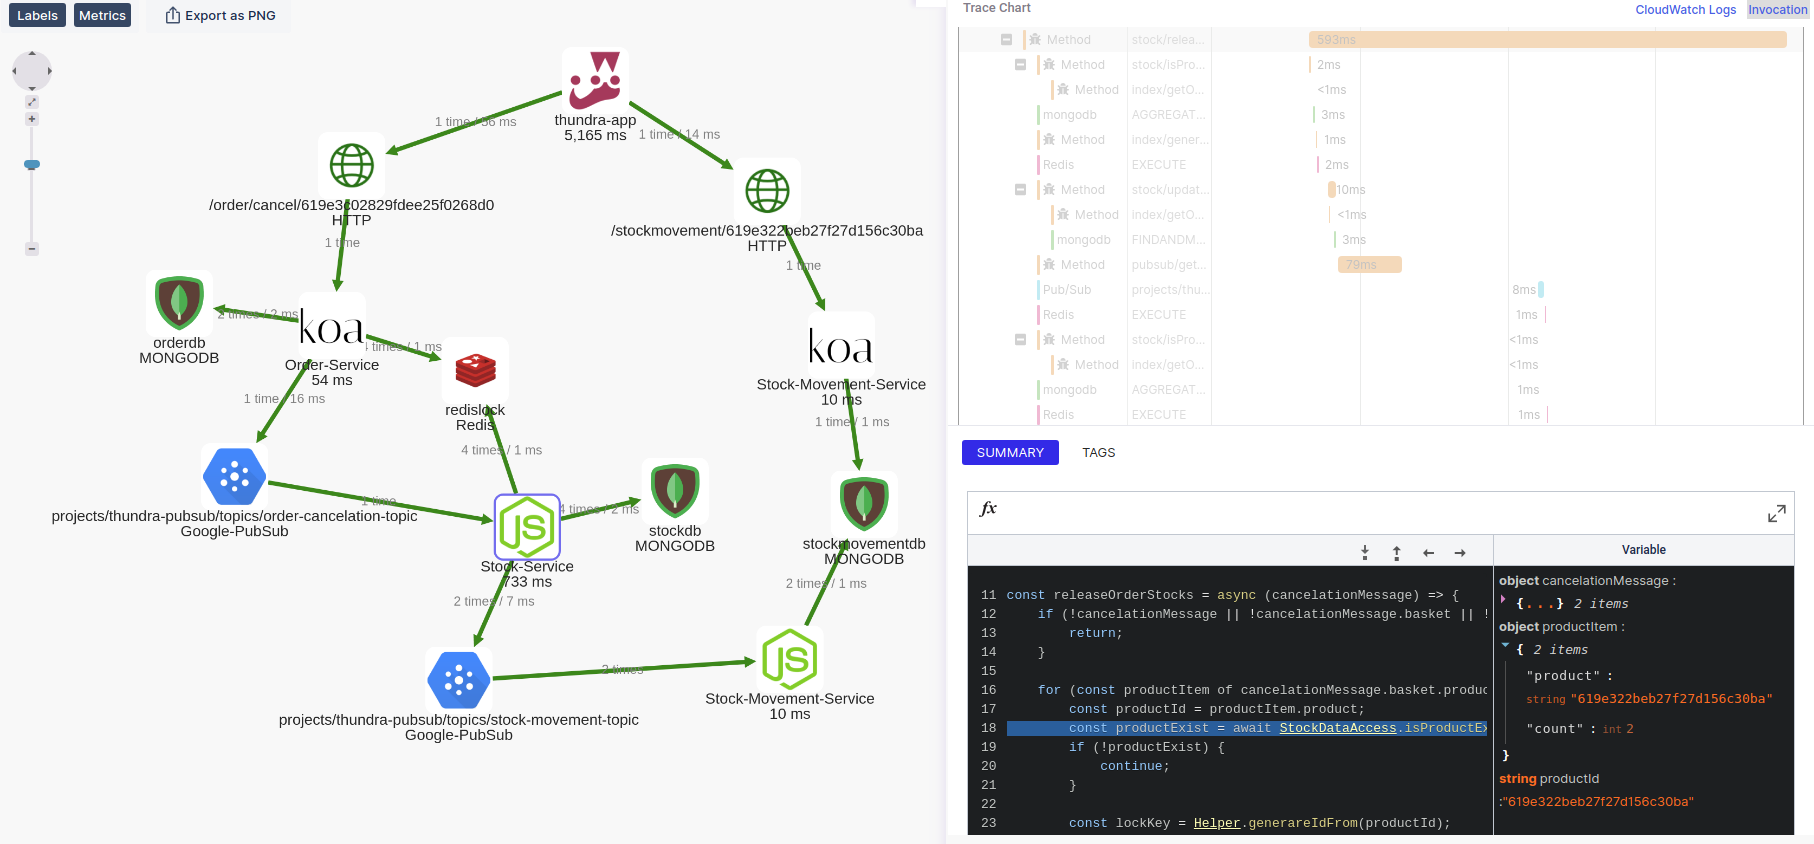 Labels
Metrics
Export as PNG
thundra-app
5,165 ms
1 time / 56 ms
1 time / 14 ms
/order/cancel/619e3c02829fdee25f0268d0
HTTP
/stockmovement/619e322beb27f27d156c30ba
HTTP
1 time
1 time
orderdb
MONGODB
2 times / 2 ms
koa
Order-Service
54 ms
4 times / 1 ms
redislock
Redis
koa
Stock-Movement-Service
10 ms
1 time / 16 ms
1 time / 1 ms
4 times / 1 ms
projects/thundra-pubsub/topics/order-cancelation-topic
Google-PubSub
1 time
JS
Stock-Service
733 ms
4 times / 2 ms
stockdb
MONGODB
stockmovementdb
MONGODB
2 times / 7 ms
2 times / 1 ms
projects/thundra-pubsub/topics/stock-movement-topic
Google-PubSub
2 times
JS
Stock-Movement-Service
10 ms
Trace Chart
CloudWatch Logs
Invocation
Method stock/relea... 593ms
Method stock/isPro... 2ms
Method index/getO... <1ms
mongodb AGGREGAT... 3ms
Method index/gener... 1ms
Redis EXECUTE 2ms
Method stock/updat... 10ms
Method index/getO... <1ms
mongodb FINDANDM... 3ms
Method pubsub/get... 79ms
Pub/Sub projects/thu... 8ms
Redis EXECUTE 1ms
Method stock/isPro... <1ms
Method index/getO... <1ms
mongodb AGGREGAT... 1ms
Redis EXECUTE 1ms
SUMMARY
TAGS
fx
Variable
11 const releaseOrderStocks = async (cancelationMessage) => {
12 if (!cancelationMessage || !cancelationMessage.basket || !
13 return;
14 }
15
16 for (const productItem of cancelationMessage.basket.produc
17 const productId = productItem.product;
18 const productExist = await StockDataAccess.isProductEx
19 if (!productExist) {
20 continue;
21 }
22
23 const lockKey = Helper.generareIdFrom(productId);
object cancelationMessage :
{...} 2 items
object productItem :
{ 2 items
"product" :
string "619e322beb27f27d156c30ba"
"count" : int 2
}
string productId
:"619e322beb27f27d156c30ba"